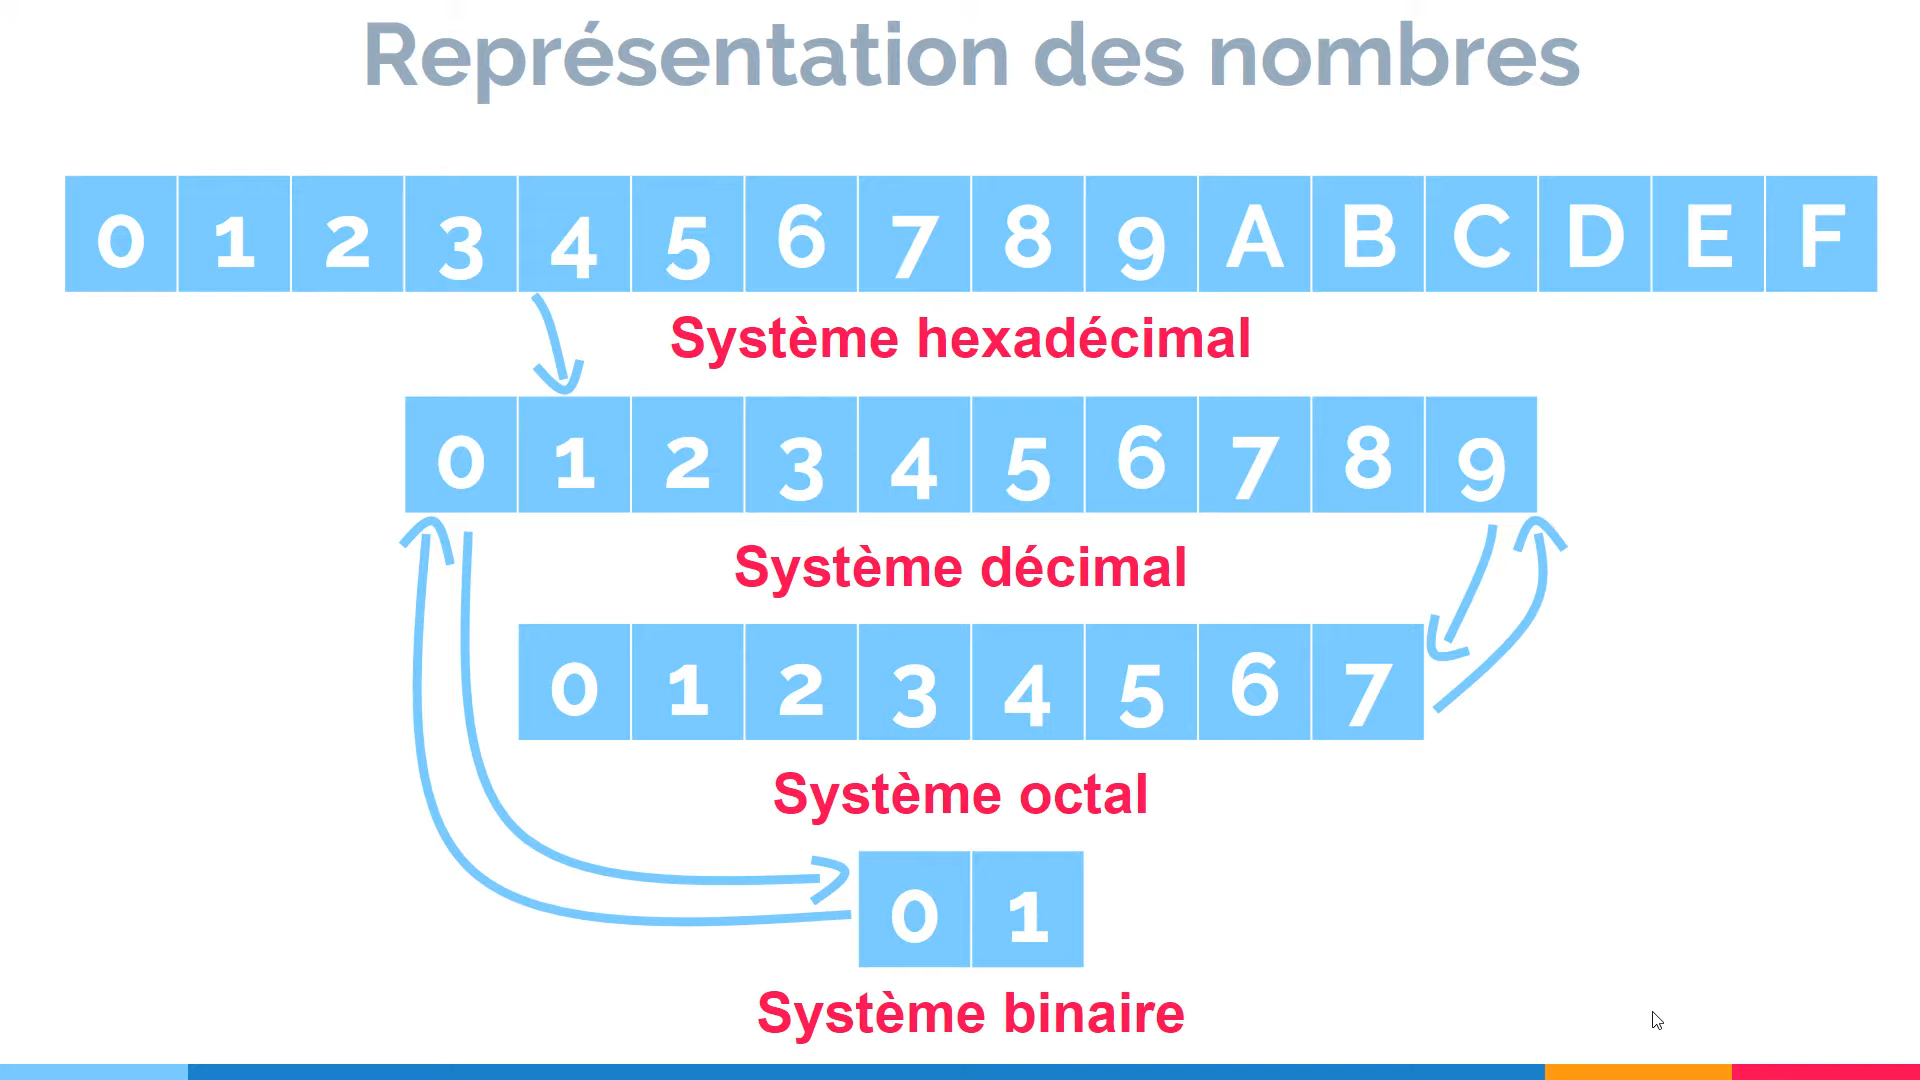 Représentation des nombres
0 1 2 3 4 5 6 7 8 9 A B C D E F
Système hexadécimal
0 1 2 3 4 5 6 7 8 9
Système décimal
0 1 2 3 4 5 6 7
Système octal
0 1
Système binaire